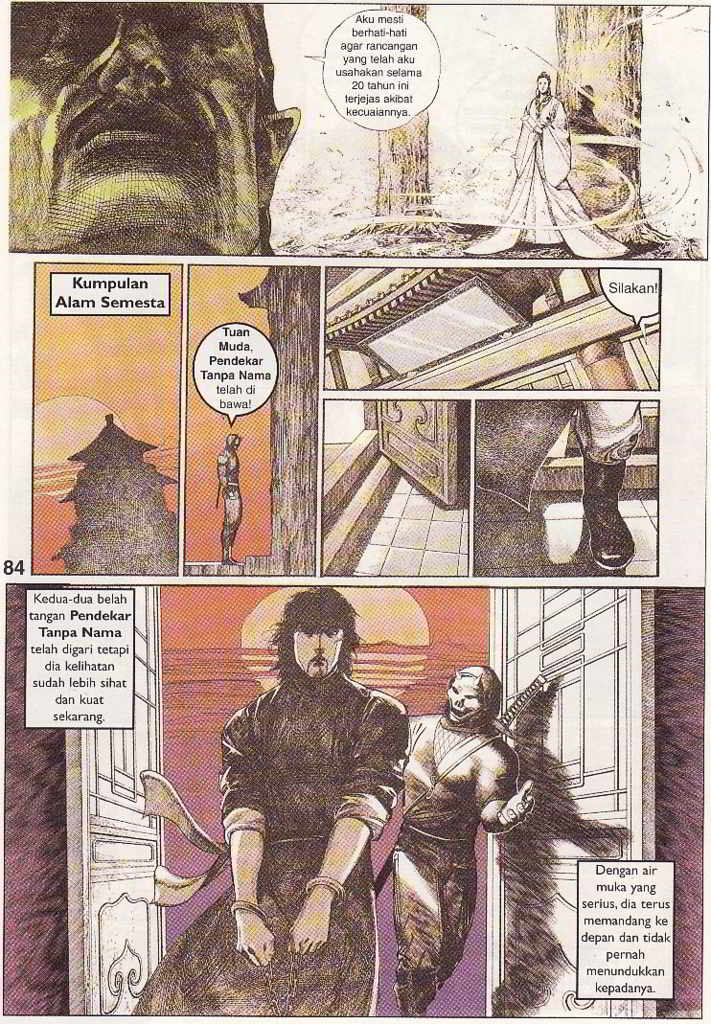 Aku mesti
berhati-hati
agar rancangan
yang telah aku
usahakan selama
20 tahun ini
terjejas akibat
kecuaiannya.
Kumpulan
Alam Semesta
Tuan
Muda,
Pendekar
Tanpa Nama
telah di
bawa!
Silakan!
84
Kedua-dua belah
tangan Pendekar
Tanpa Nama
telah digari tetapi
dia kelihatan
sudah lebih sihat
dan kuat
sekarang.
Dengan air
muka yang
serius, dia terus
memandang ke
depan dan tidak
pernah
menundukkan
kepadanya.